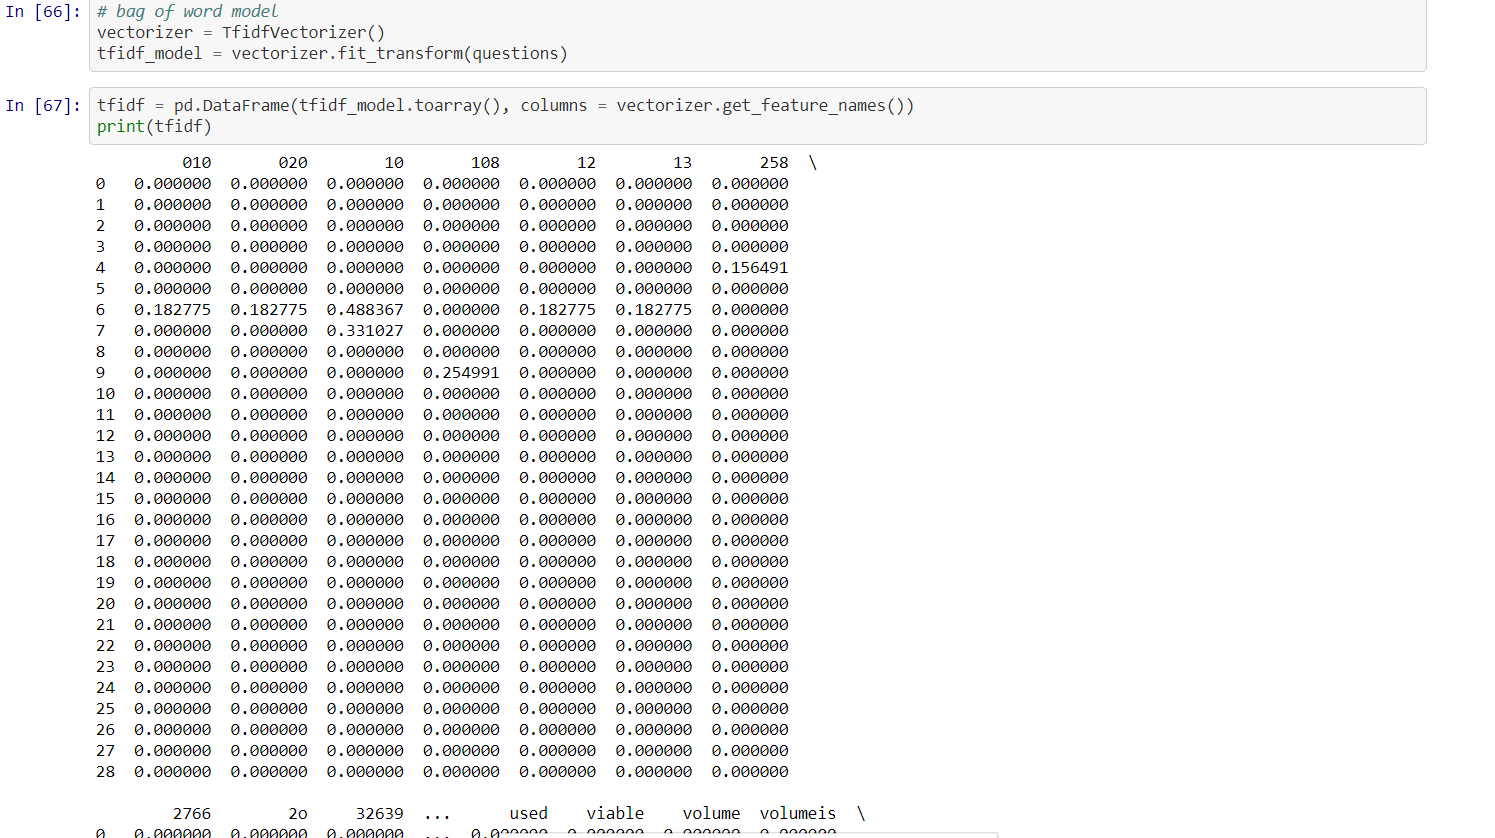 In [66]: # bag of word model
vectorizer = TfidfVectorizer()
tfidf_model = vectorizer.fit_transform(questions)
In [67]: tfidf = pd.DataFrame(tfidf_model.toarray(), columns = vectorizer.get_feature_names())
print(tfidf)
010 020 10 108 12 13 258 \
0 0.000000 0.000000 0.000000 0.000000 0.000000 0.000000 0.000000
1 0.000000 0.000000 0.000000 0.000000 0.000000 0.000000 0.000000
2 0.000000 0.000000 0.000000 0.000000 0.000000 0.000000 0.000000
3 0.000000 0.000000 0.000000 0.000000 0.000000 0.000000 0.000000
4 0.000000 0.000000 0.000000 0.000000 0.000000 0.000000 0.156491
5 0.000000 0.000000 0.000000 0.000000 0.000000 0.000000 0.000000
6 0.182775 0.182775 0.488367 0.000000 0.182775 0.182775 0.000000
7 0.000000 0.000000 0.331027 0.000000 0.000000 0.000000 0.000000
8 0.000000 0.000000 0.000000 0.000000 0.000000 0.000000 0.000000
9 0.000000 0.000000 0.000000 0.254991 0.000000 0.000000 0.000000
10 0.000000 0.000000 0.000000 0.000000 0.000000 0.000000 0.000000
11 0.000000 0.000000 0.000000 0.000000 0.000000 0.000000 0.000000
12 0.000000 0.000000 0.000000 0.000000 0.000000 0.000000 0.000000
13 0.000000 0.000000 0.000000 0.000000 0.000000 0.000000 0.000000
14 0.000000 0.000000 0.000000 0.000000 0.000000 0.000000 0.000000
15 0.000000 0.000000 0.000000 0.000000 0.000000 0.000000 0.000000
16 0.000000 0.000000 0.000000 0.000000 0.000000 0.000000 0.000000
17 0.000000 0.000000 0.000000 0.000000 0.000000 0.000000 0.000000
18 0.000000 0.000000 0.000000 0.000000 0.000000 0.000000 0.000000
19 0.000000 0.000000 0.000000 0.000000 0.000000 0.000000 0.000000
20 0.000000 0.000000 0.000000 0.000000 0.000000 0.000000 0.000000
21 0.000000 0.000000 0.000000 0.000000 0.000000 0.000000 0.000000
22 0.000000 0.000000 0.000000 0.000000 0.000000 0.000000 0.000000
23 0.000000 0.000000 0.000000 0.000000 0.000000 0.000000 0.000000
24 0.000000 0.000000 0.000000 0.000000 0.000000 0.000000 0.000000
25 0.000000 0.000000 0.000000 0.000000 0.000000 0.000000 0.000000
26 0.000000 0.000000 0.000000 0.000000 0.000000 0.000000 0.000000
27 0.000000 0.000000 0.000000 0.000000 0.000000 0.000000 0.000000
28 0.000000 0.000000 0.000000 0.000000 0.000000 0.000000 0.000000
2766 2o 32639 ... used viable volume volumeis \
0 0.000000 0.000000 0.000000 ... 0.000000 0.000000 0.000000 0.000000